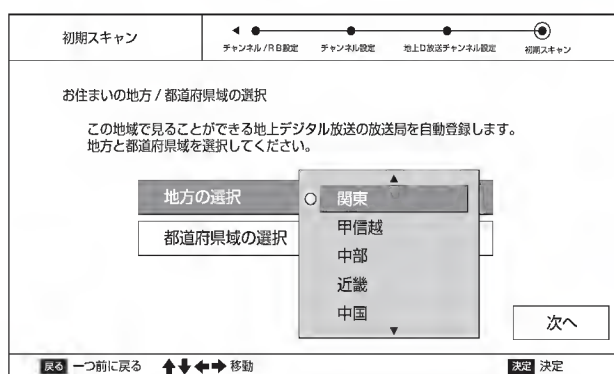 初期スキャン
チャンネル/RB設定 チャンネル設定 地上D放送チャンネル設定 初期スキャン
お住まいの地方 / 都道府県域の選択
この地域で見ることができる地上デジタル放送の放送局を自動登録します。
地方と都道府県域を選択してください。
地方の選択
都道府県域の選択
関東
甲信越
中部
近畿
中国
次へ
戻る 一つ前に戻る 移動 決定 決定